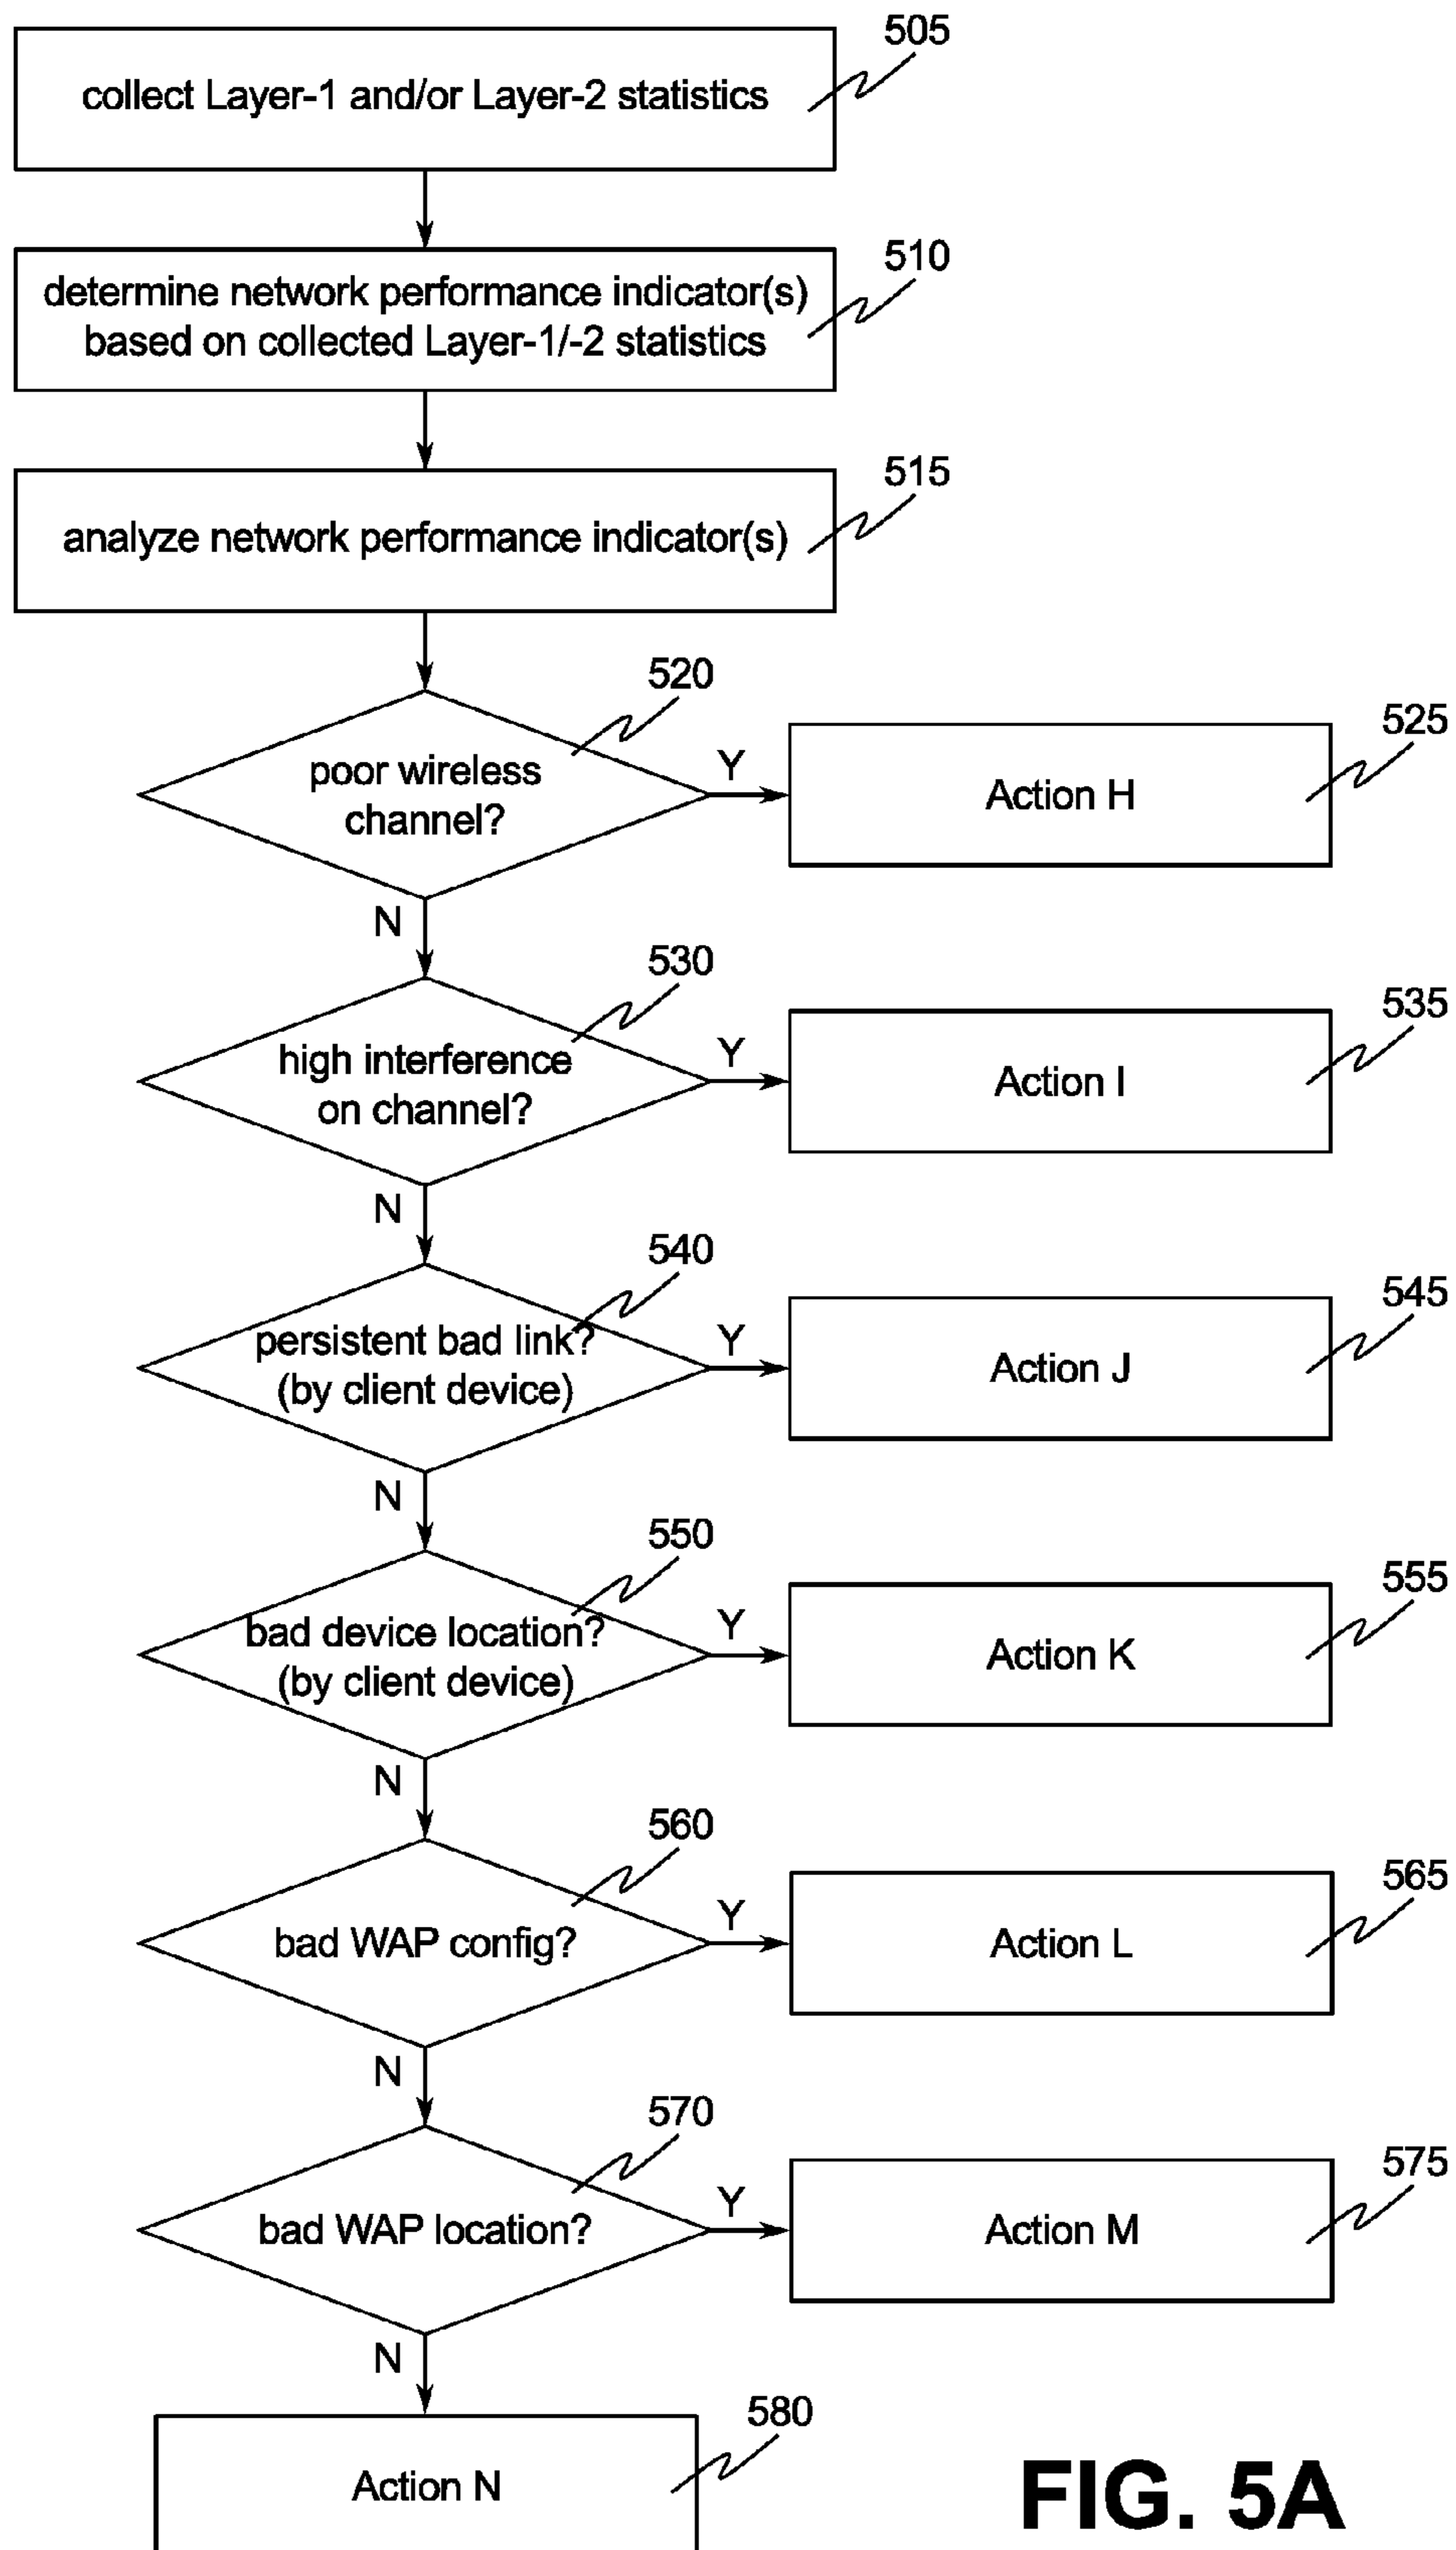 505
collect Layer-1 and/or Layer-2 statistics
510
determine network performance indicator(s)
based on collected Layer-1/-2 statistics
515
analyze network performance indicator(s)
520
poor wireless
channel?
Y
525
Action H
N
530
high interference
on channel?
Y
535
Action I
N
540
persistent bad link?
(by client device)
Y
545
Action J
N
550
bad device location?
(by client device)
Y
555
Action K
N
560
bad WAP config?
Y
565
Action L
N
570
bad WAP location?
Y
575
Action M
N
580
Action N
FIG. 5A